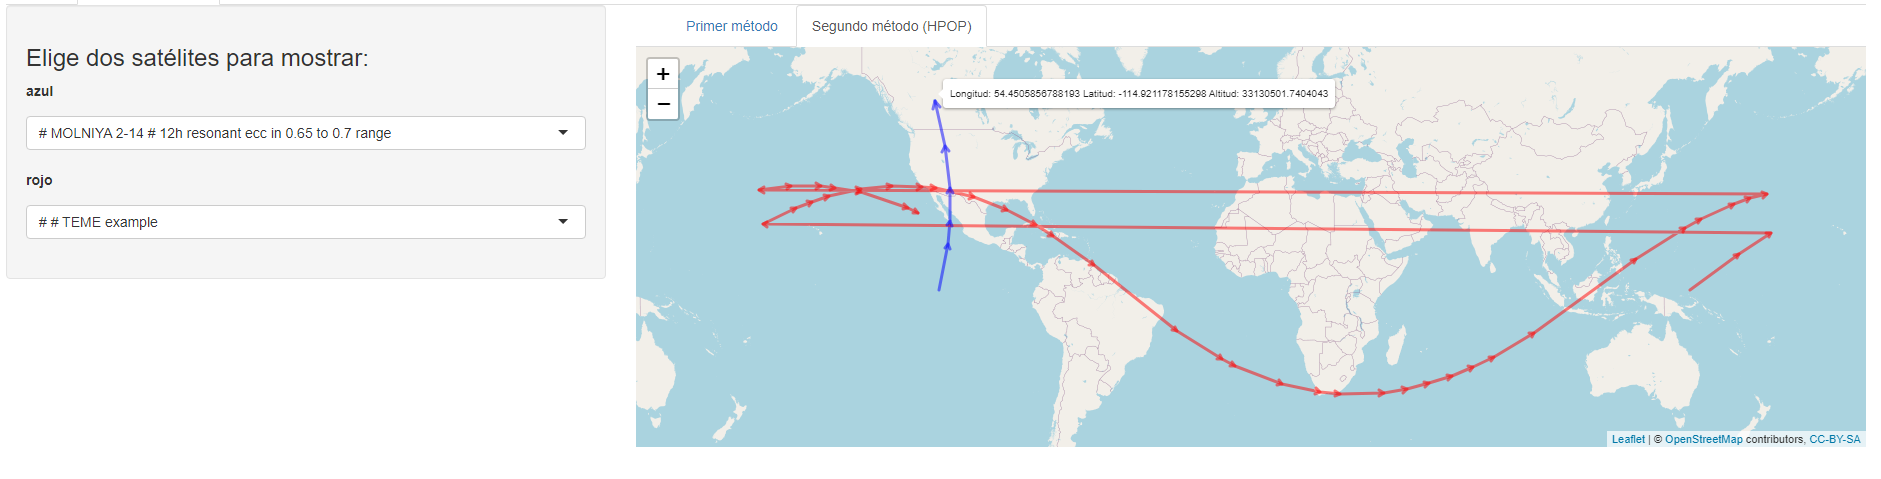 Primer método
Segundo método (HPOP)
Elige dos satélites para mostrar:
azul
# MOLNIYA 2-14 # 12h resonant ecc in 0.65 to 0.7 range
rojo
# # TEME example
+
−
Longitud: 54.4505856788193 Latitud: -114.921178155298 Altitud: 33130501.7404043
Leaflet | © OpenStreetMap contributors, CC-BY-SA